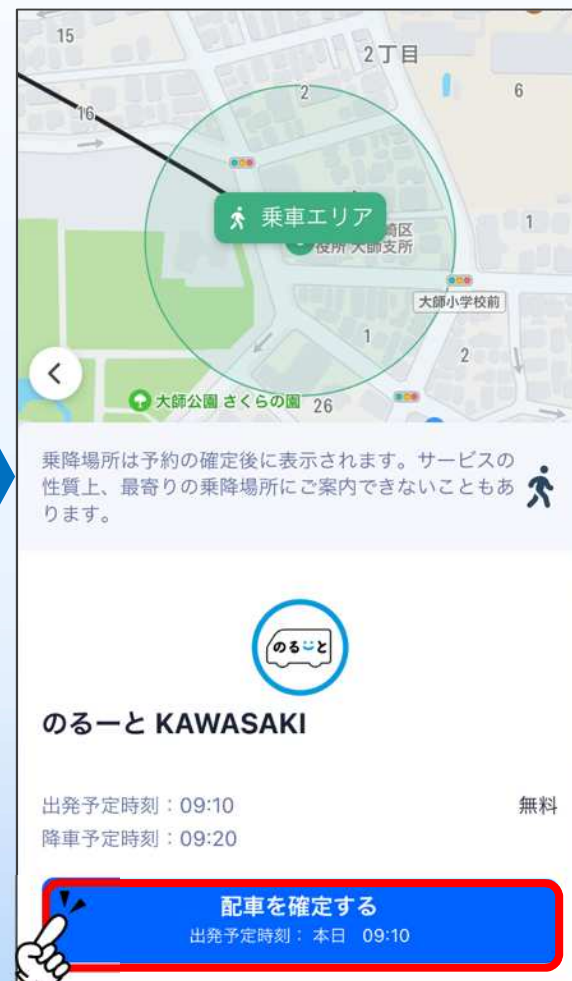 15
2丁目
2
6
16
乗車エリア
1
崎区
役所 大師支所
大師小学校前
1
2
大師公園 さくらの園
26
乗降場所は予約の確定後に表示されます。サービスの
性質上、最寄りの乗降場所にご案内できないこともあ
ります。
のるーと
のるーと KAWASAKI
出発予定時刻：09:10
無料
降車予定時刻：09:20
配車を確定する
出発予定時刻： 本日 09:10